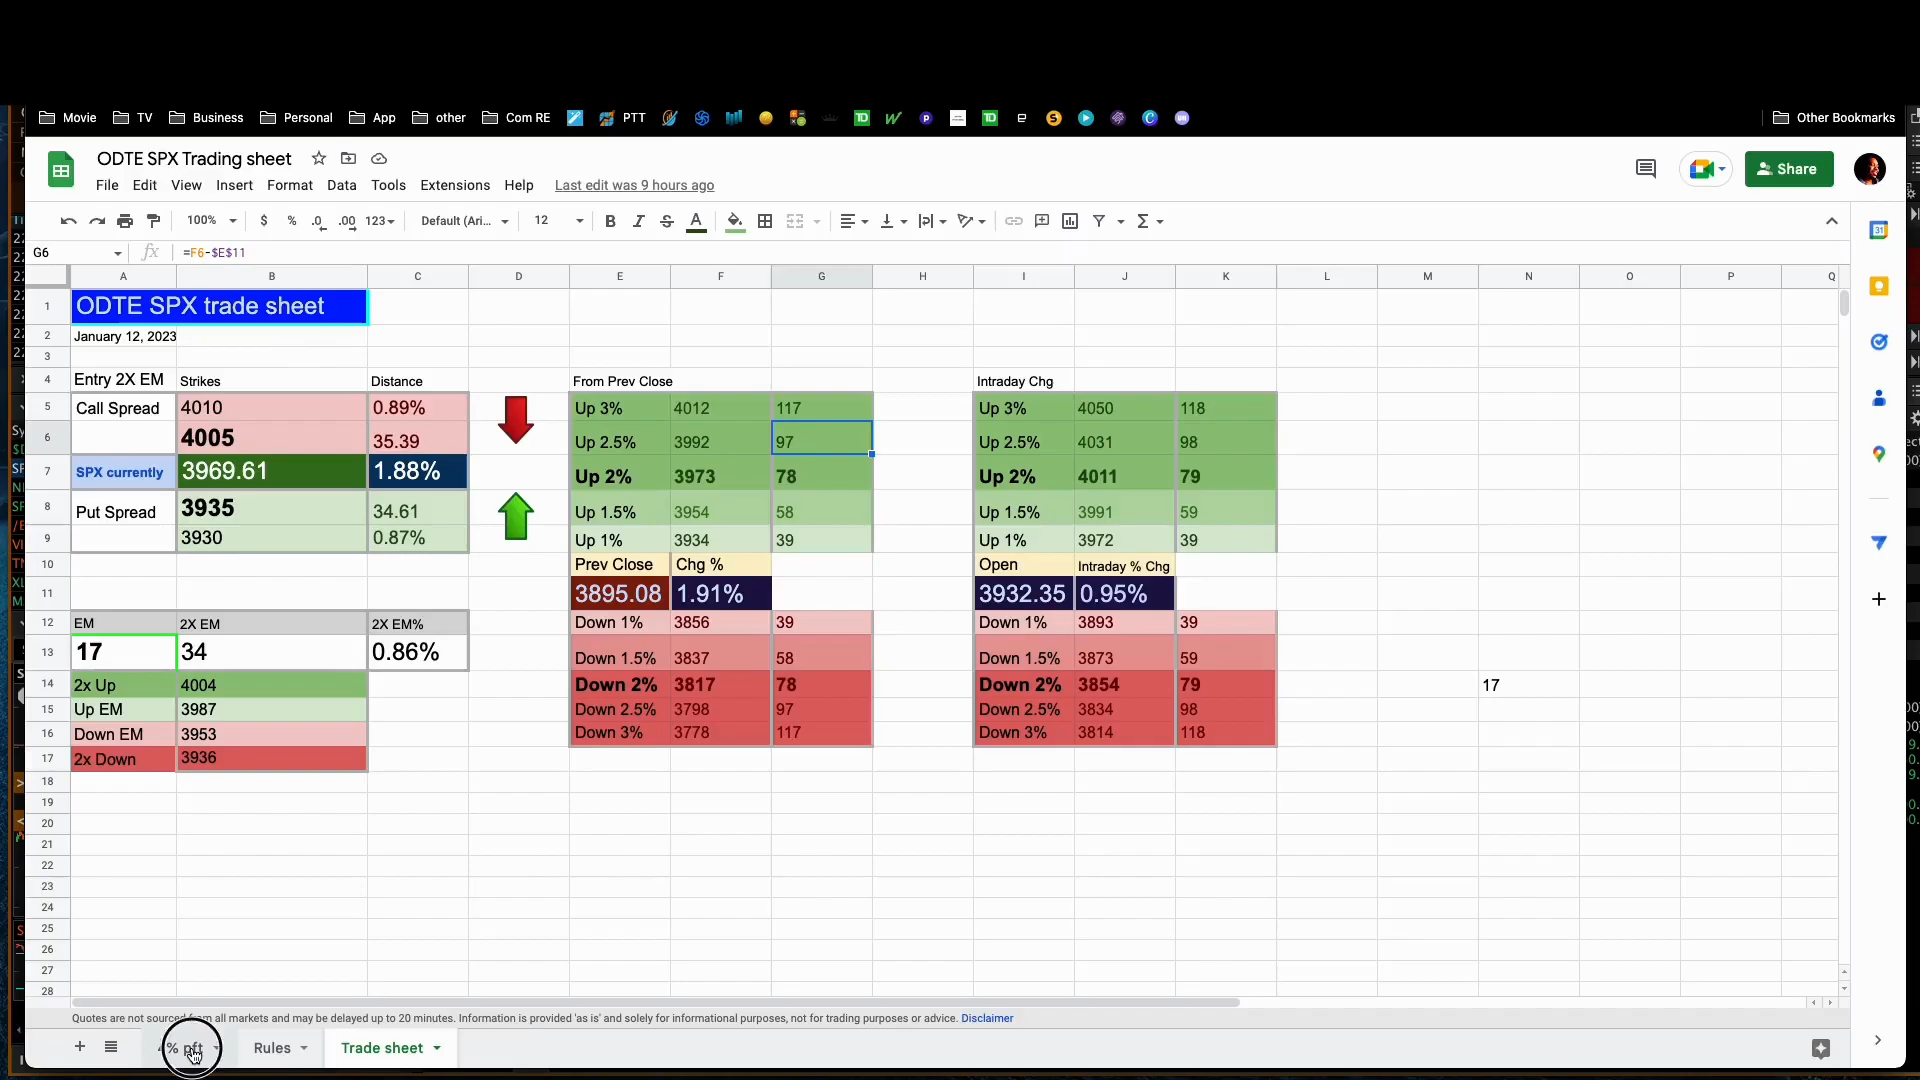 Movie TV Business Personal App other Com RE PTT Other Bookmarks
ODTE SPX Trading sheet
File Edit View Insert Format Data Tools Extensions Help Last edit was 9 hours ago
Share
100% $ % .0 .00 123 Default (Ari... 12 B I S A
G6 fx =F6-$E$11
A B C D E F G H I J K L M N O P Q
1 ODTE SPX trade sheet
2 January 12, 2023
3
4 Entry 2X EM Strikes Distance From Prev Close Intraday Chg
5 Call Spread 4010 0.89% Up 3% 4012 117 Up 3% 4050 118
6 4005 35.39 Up 2.5% 3992 97 Up 2.5% 4031 98
7 SPX currently 3969.61 1.88% Up 2% 3973 78 Up 2% 4011 79
8 Put Spread 3935 34.61 Up 1.5% 3954 58 Up 1.5% 3991 59
9 3930 0.87% Up 1% 3934 39 Up 1% 3972 39
10 Prev Close Chg % Open Intraday % Chg
11 3895.08 1.91% 3932.35 0.95%
12 EM 2X EM 2X EM% Down 1% 3856 39 Down 1% 3893 39
13 17 34 0.86% Down 1.5% 3837 58 Down 1.5% 3873 59
14 2x Up 4004 Down 2% 3817 78 Down 2% 3854 79 17
15 Up EM 3987 Down 2.5% 3798 97 Down 2.5% 3834 98
16 Down EM 3953 Down 3% 3778 117 Down 3% 3814 118
17 2x Down 3936
18
19
20
21
22
23
24
25
26
27
28
Quotes are not sourced from all markets and may be delayed up to 20 minutes. Information is provided 'as is' and solely for informational purposes, not for trading purposes or advice. Disclaimer
% pft Rules Trade sheet